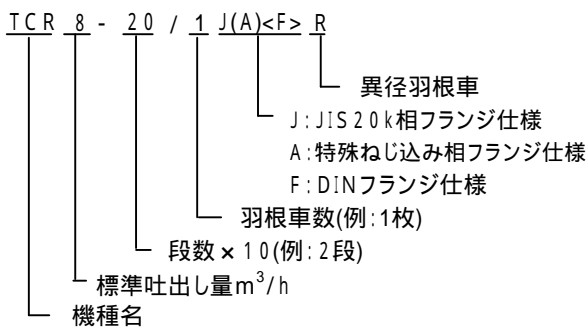 TCR 8 - 20 / 1 J(A)<F> R
異径羽根車
J:JIS20k相フランジ仕様
A:特殊ねじ込み相フランジ仕様
F:DINフランジ仕様
羽根車数(例:1枚)
段数×10(例:2段)
標準吐出し量m³/h
機種名